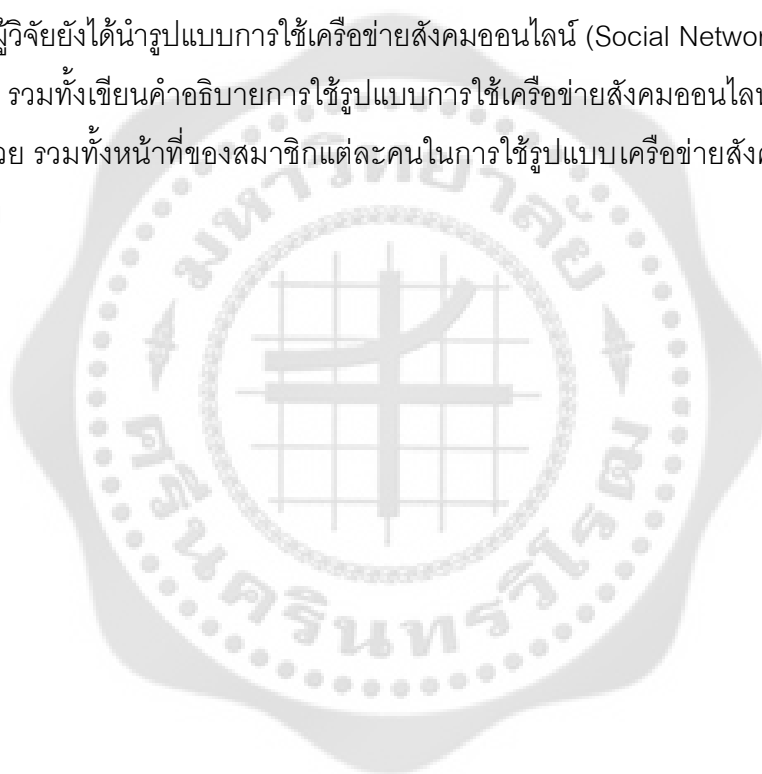 ผู้วิจัยยังได้นำรูปแบบการใช้เครือข่ายสังคมออนไลน์ (Social Networ
รวมทั้งเขียนคำอธิบายการใช้รูปแบบการใช้เครือข่ายสังคมออนไลน
วย รวมทั้งหน้าที่ของสมาชิกแต่ละคนในการใช้รูปแบบเครือข่ายสัง
มหาวิทยาลัย
ศรีนครินทรวิโรฒ